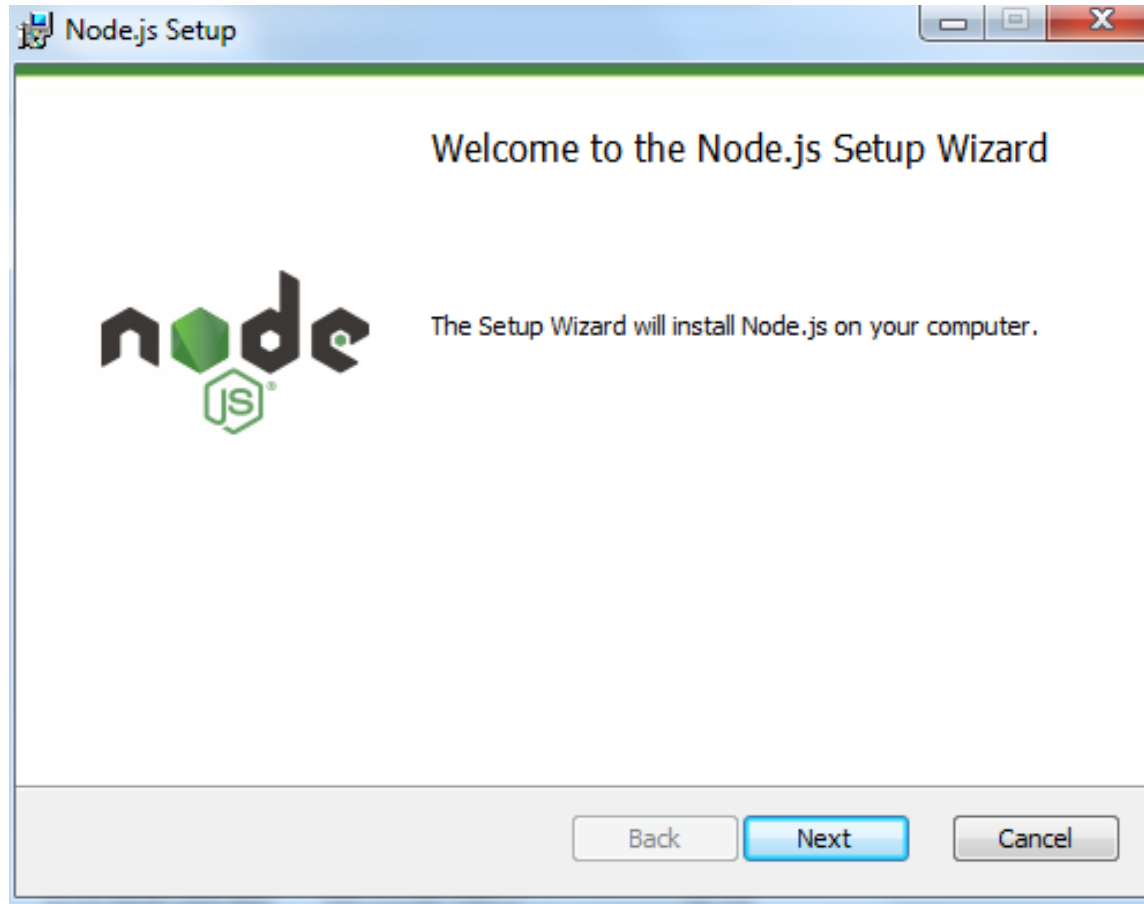 Node.js Setup
Welcome to the Node.js Setup Wizard
node
JS®
The Setup Wizard will install Node.js on your computer.
Back
Next
Cancel